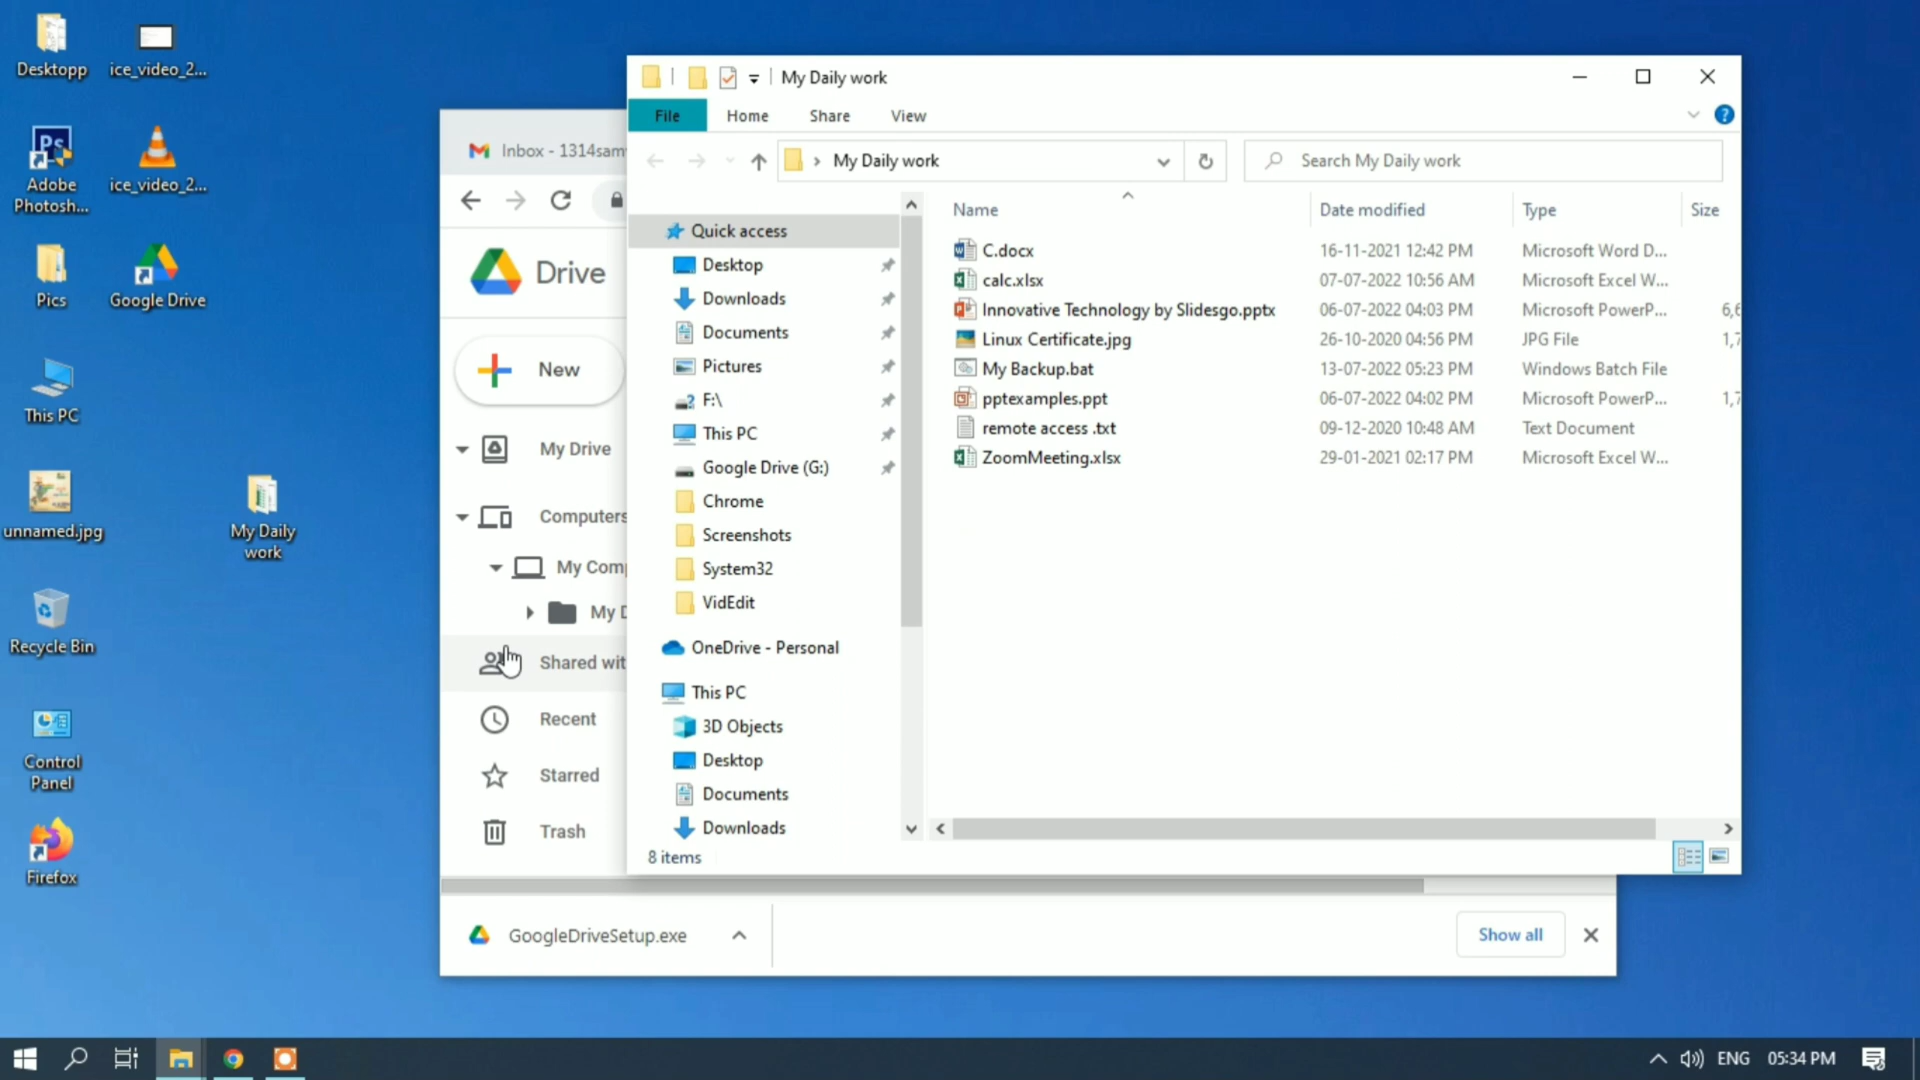 Desktopp
ice_video_2...
Adobe
Photosh...
ice_video_2...
Pics
Google Drive
This PC
unnamed.jpg
My Daily
work
Recycle Bin
Control
Panel
Firefox
Inbox - 1314sam
Drive
New
My Drive
Computers
My Com
My D
Shared wit
Recent
Starred
Trash
GoogleDriveSetup.exe
Show all
My Daily work
File Home Share View
My Daily work
Search My Daily work
Quick access
Desktop
Downloads
Documents
Pictures
F:\
This PC
Google Drive (G:)
Chrome
Screenshots
System32
VidEdit
OneDrive - Personal
This PC
3D Objects
Desktop
Documents
Downloads
8 items
Name Date modified Type Size
C.docx 16-11-2021 12:42 PM Microsoft Word D...
calc.xlsx 07-07-2022 10:56 AM Microsoft Excel W...
Innovative Technology by Slidesgo.pptx 06-07-2022 04:03 PM Microsoft PowerP... 6,6
Linux Certificate.jpg 26-10-2020 04:56 PM JPG File 1,7
My Backup.bat 13-07-2022 05:23 PM Windows Batch File
pptexamples.ppt 06-07-2022 04:02 PM Microsoft PowerP... 1,7
remote access .txt 09-12-2020 10:48 AM Text Document
ZoomMeeting.xlsx 29-01-2021 02:17 PM Microsoft Excel W...
ENG 05:34 PM